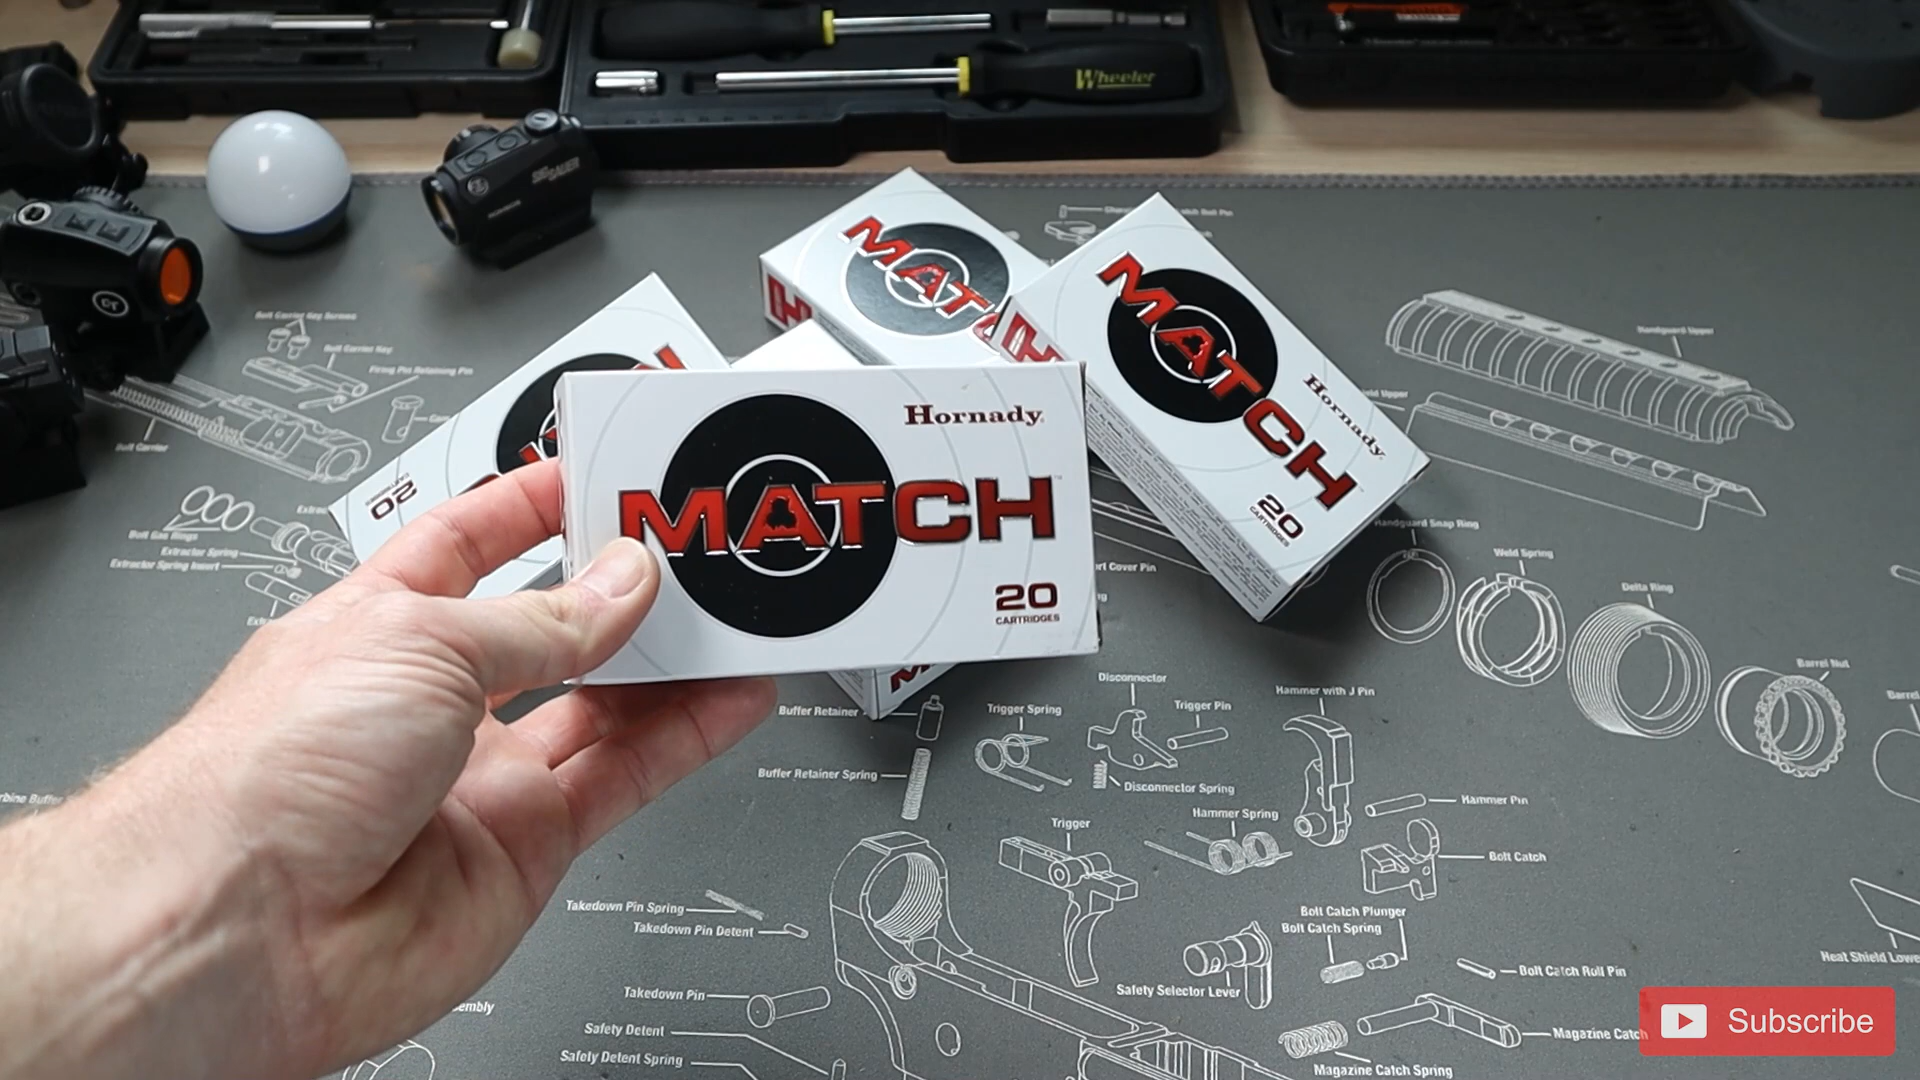 Wheeler
SIG SAUER
CT
MATCH
MATCH
Hornady
20
CARTRIDGES
20
CARTRIDGES
Hornady
MATCH
20
CARTRIDGES
Bolt Carrier Key Screws
Bolt Carrier Key
Firing Pin Retaining Pin
Bolt Carrier
Bolt Gas Rings
Extractor Spring
Extractor Spring Insert
Handguard Upper
Handguard Snap Ring
Weld Spring
Delta Ring
Barrel Nut
Buffer Retainer
Trigger Spring
Disconnector
Trigger Pin
Hammer with J Pin
Buffer Retainer Spring
Disconnector Spring
Hammer Spring
Hammer Pin
Trigger
Bolt Catch
Takedown Pin Spring
Takedown Pin Detent
Bolt Catch Plunger
Bolt Catch Spring
Bolt Catch Roll Pin
Heat Shield Lowe
Takedown Pin
Safety Selector Lever
Safety Detent
Safety Detent Spring
Magazine Catch
Magazine Catch Spring
Subscribe